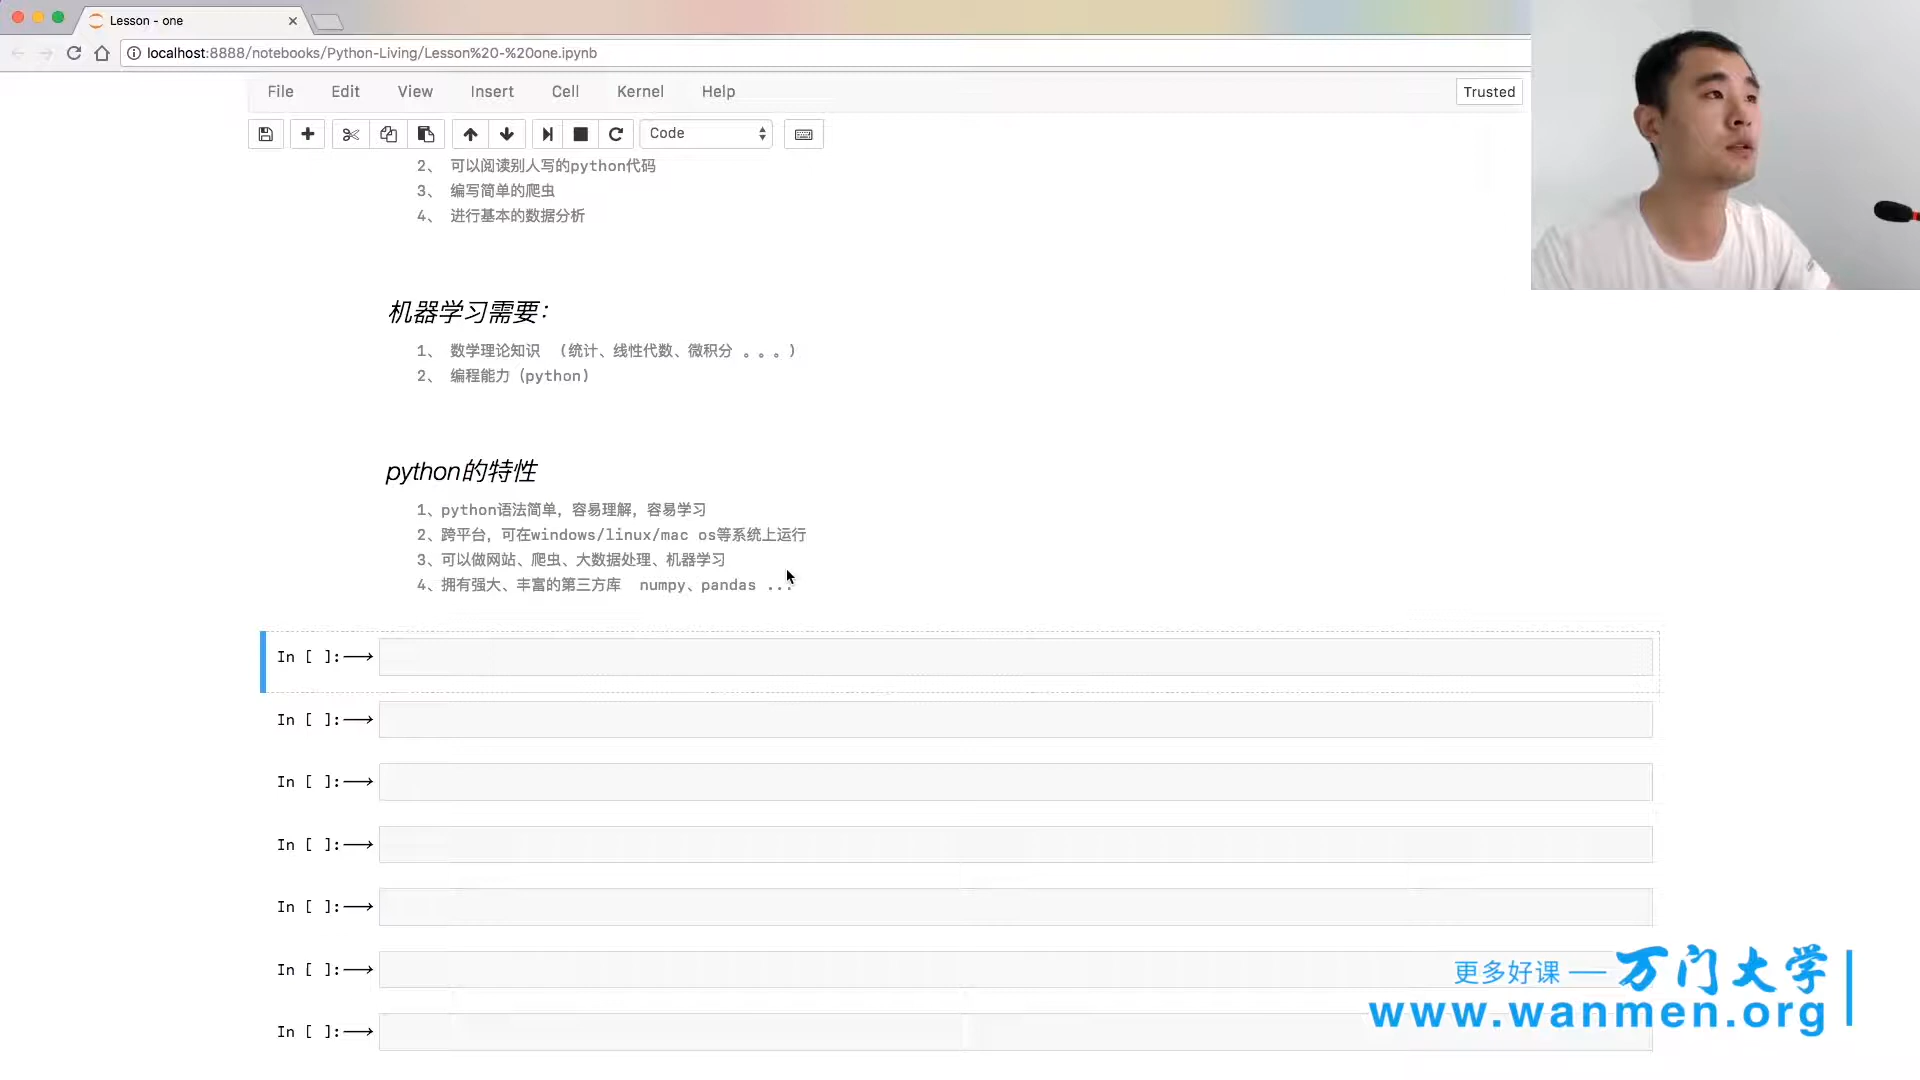 Lesson - one
localhost:8888/notebooks/Python-Living/Lesson%20-%20one.ipynb
File Edit View Insert Cell Kernel Help Trusted
Code
2、 可以阅读别人写的python代码
3、 编写简单的爬虫
4、 进行基本的数据分析
机器学习需要：
1、 数学理论知识 （统计、线性代数、微积分 。。。）
2、 编程能力（python）
python的特性
1、python语法简单，容易理解，容易学习
2、跨平台，可在windows/linux/mac os等系统上运行
3、可以做网站、爬虫、大数据处理、机器学习
4、拥有强大、丰富的第三方库 numpy、pandas ...
In [ ]:
In [ ]:
In [ ]:
In [ ]:
In [ ]:
In [ ]:
In [ ]:
更多好课 — 万门大学
www.wanmen.org